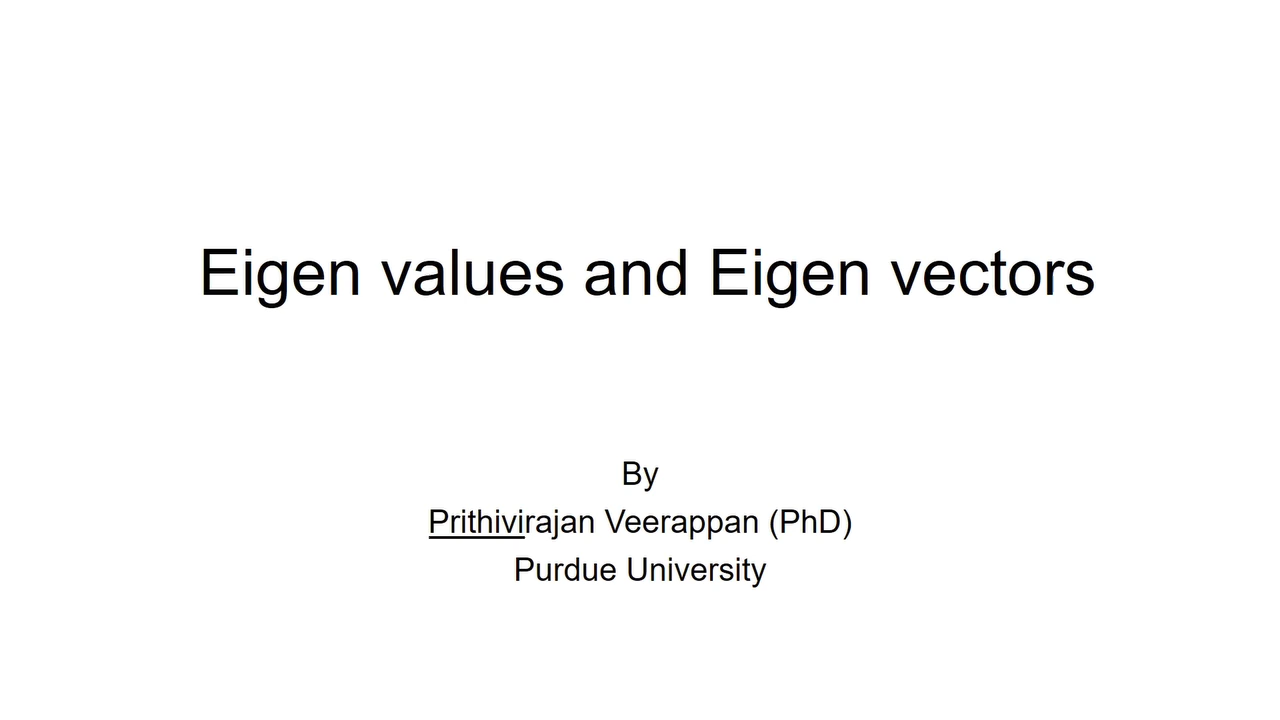 Eigen values and Eigen vectors
By
Prithivirajan Veerappan (PhD)
Purdue University